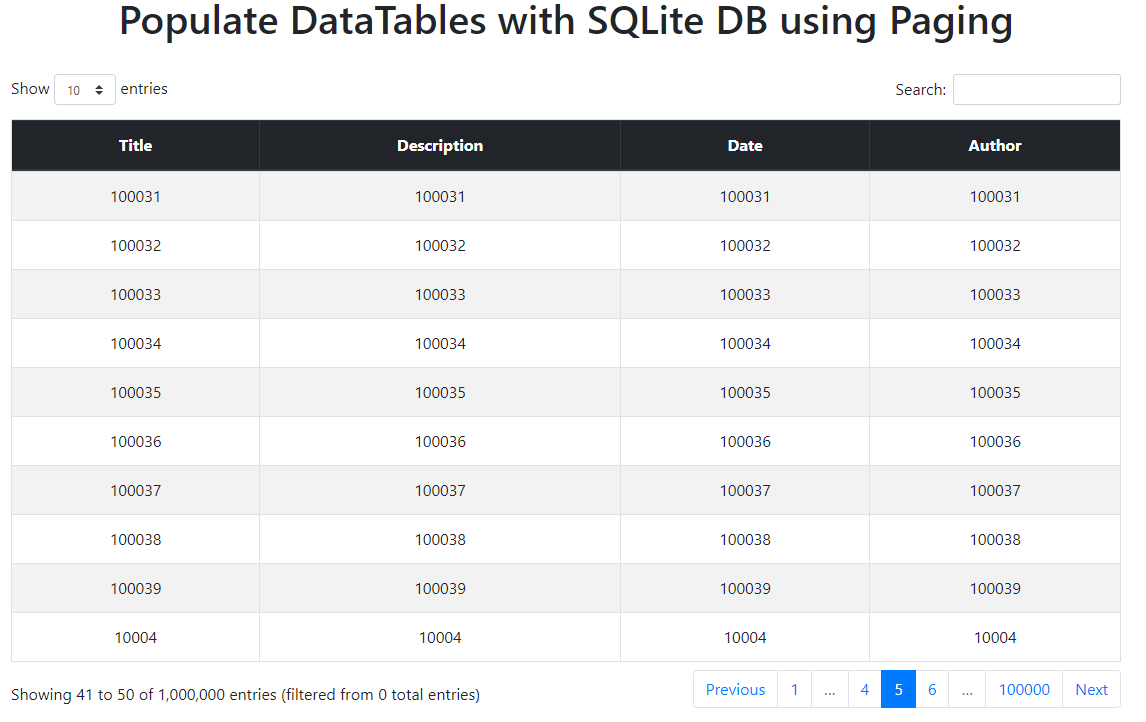 Populate DataTables with SQLite DB using Paging
Show 10 entries Search:
Title Description Date Author
100031 100031 100031 100031
100032 100032 100032 100032
100033 100033 100033 100033
100034 100034 100034 100034
100035 100035 100035 100035
100036 100036 100036 100036
100037 100037 100037 100037
100038 100038 100038 100038
100039 100039 100039 100039
10004 10004 10004 10004
Showing 41 to 50 of 1,000,000 entries (filtered from 0 total entries) Previous 1 ... 4 5 6 ... 100000 Next